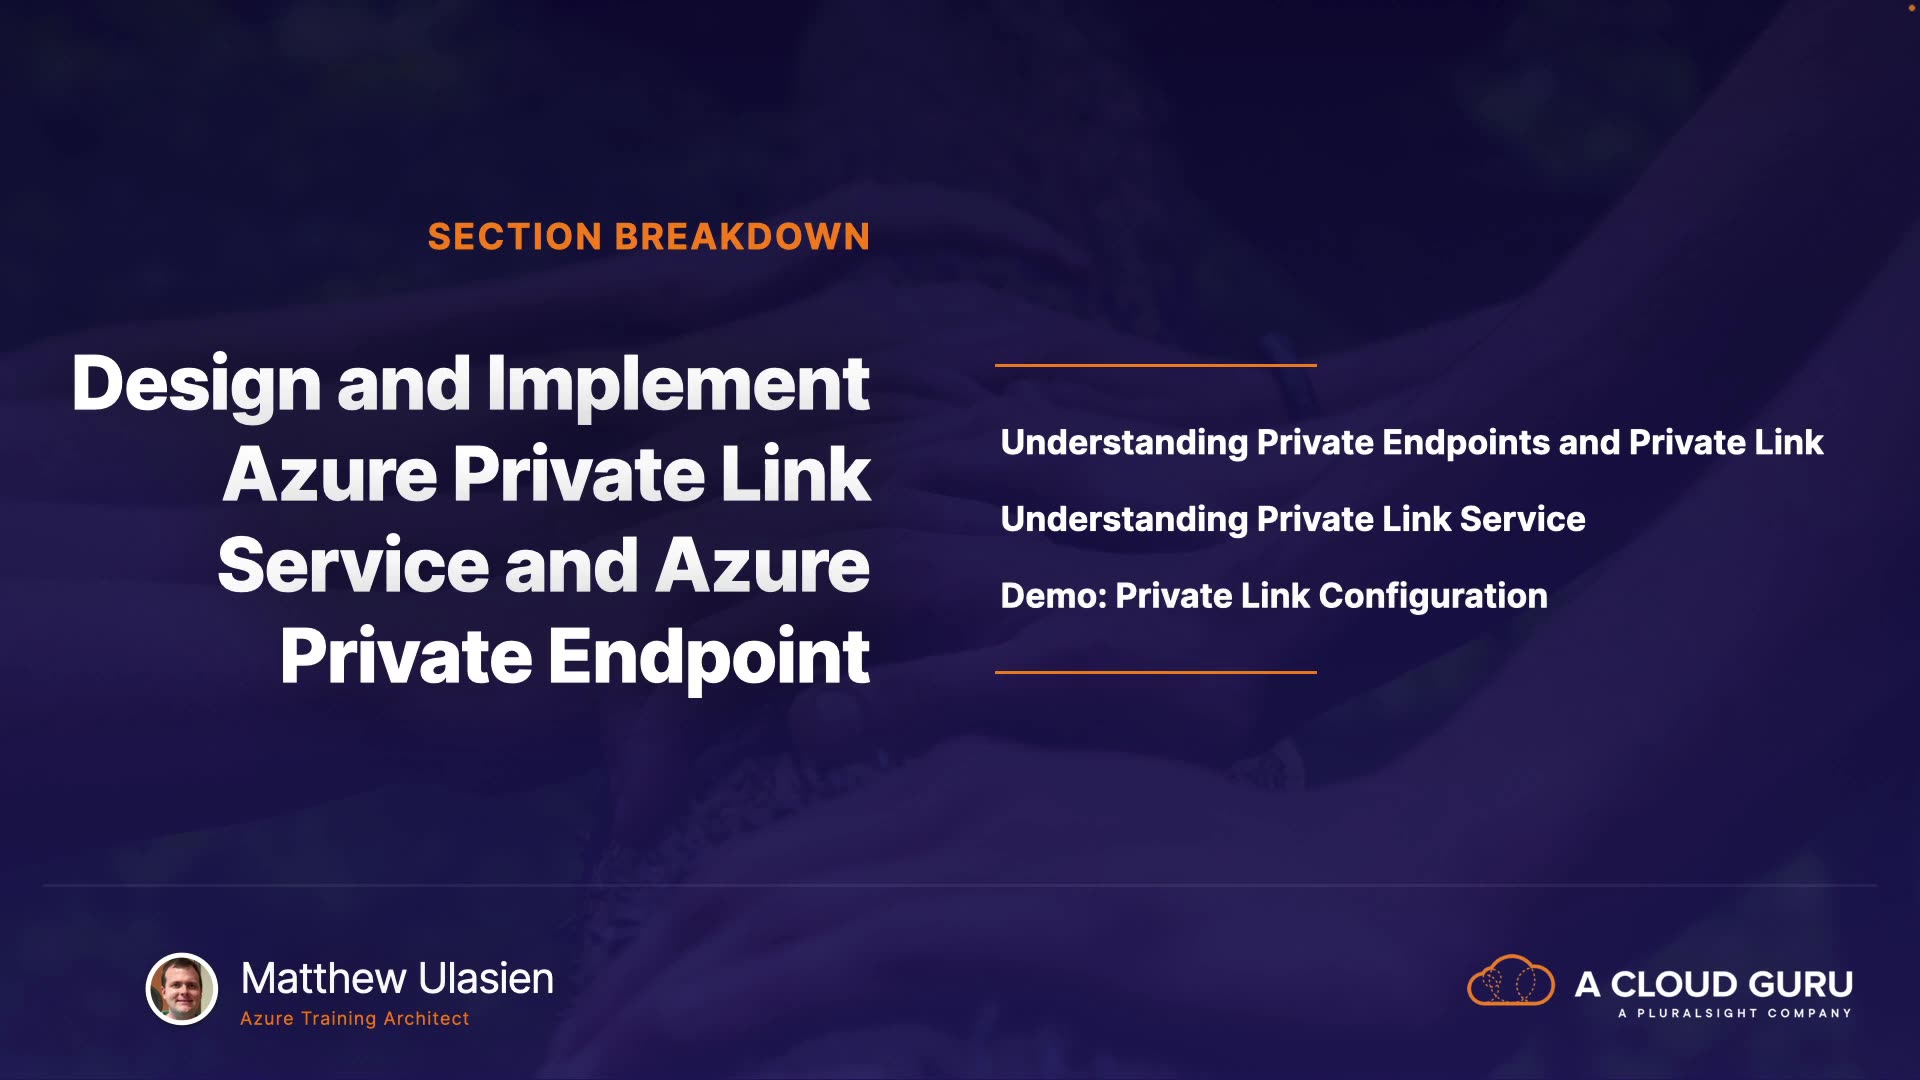 SECTION BREAKDOWN
Design and Implement
Azure Private Link
Service and Azure
Private Endpoint
Understanding Private Endpoints and Private Link
Understanding Private Link Service
Demo: Private Link Configuration
Matthew Ulasien
Azure Training Architect
A CLOUD GURU
A PLURALSIGHT COMPANY